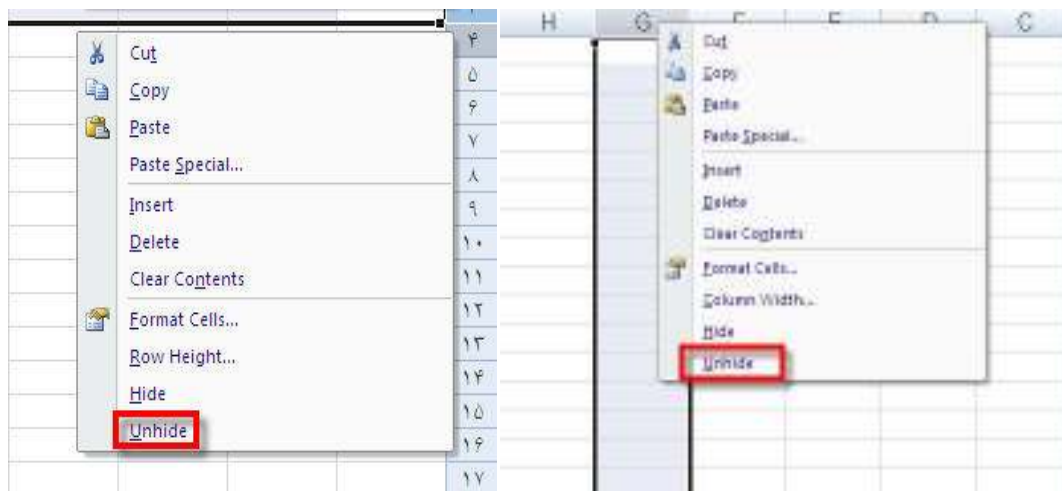 Cut
Copy
Paste
Paste Special...
Insert
Delete
Clear Contents
Format Cells...
Row Height...
Hide
Unhide
۴
۵
۶
۷
۸
۹
۱۰
۱۱
۱۲
۱۳
۱۴
۱۵
۱۶
۱۷
H G F E D C
Cut
Copy
Paste
Paste Special...
Insert
Delete
Clear Contents
Format Cells...
Column Width...
Hide
Unhide